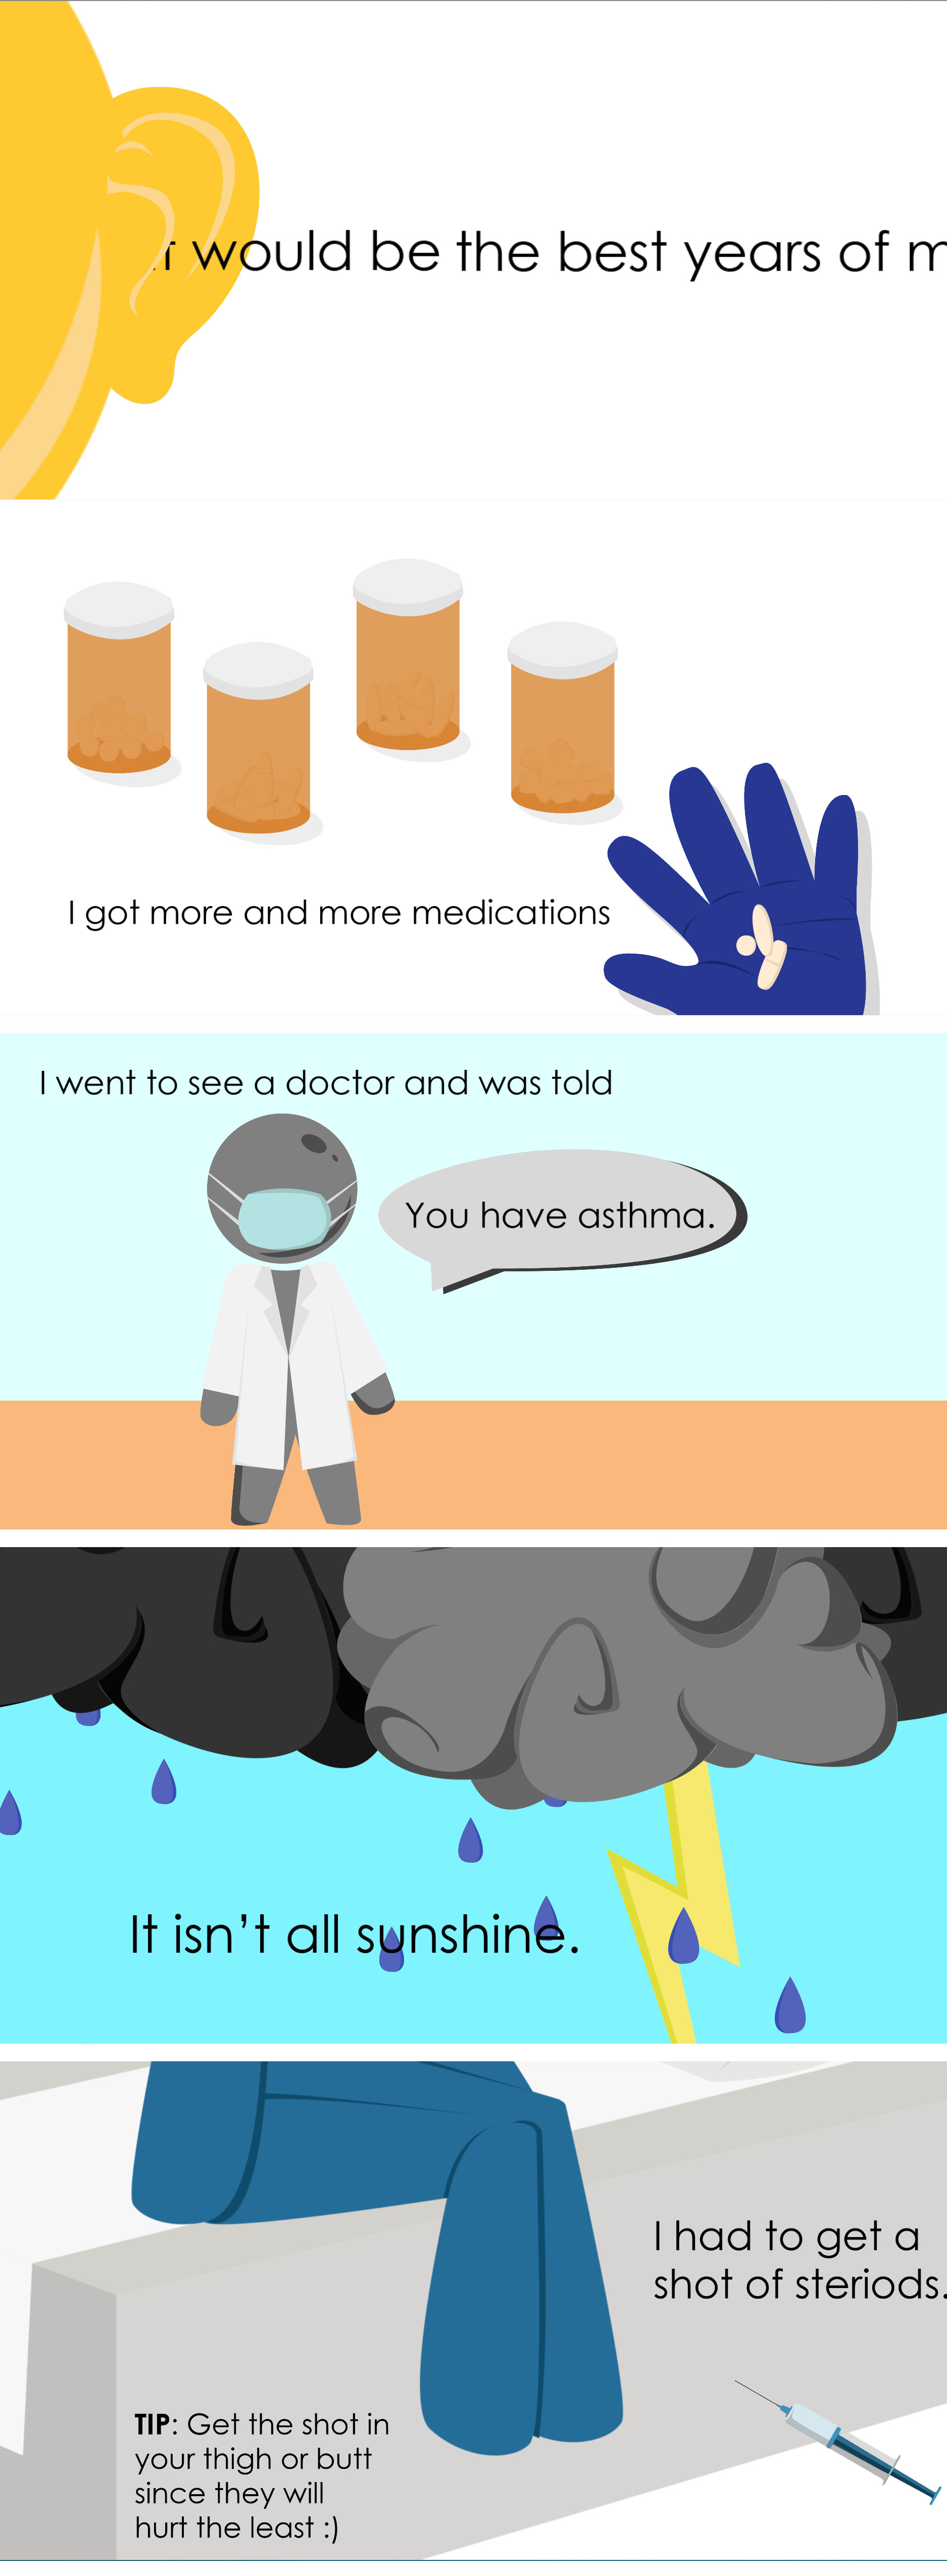 would be the best years of m
I got more and more medications
I went to see a doctor and was told
You have asthma.
It isn't all sunshine.
I had to get a
shot of steriods.
TIP: Get the shot in
your thigh or butt
since they will
hurt the least :)